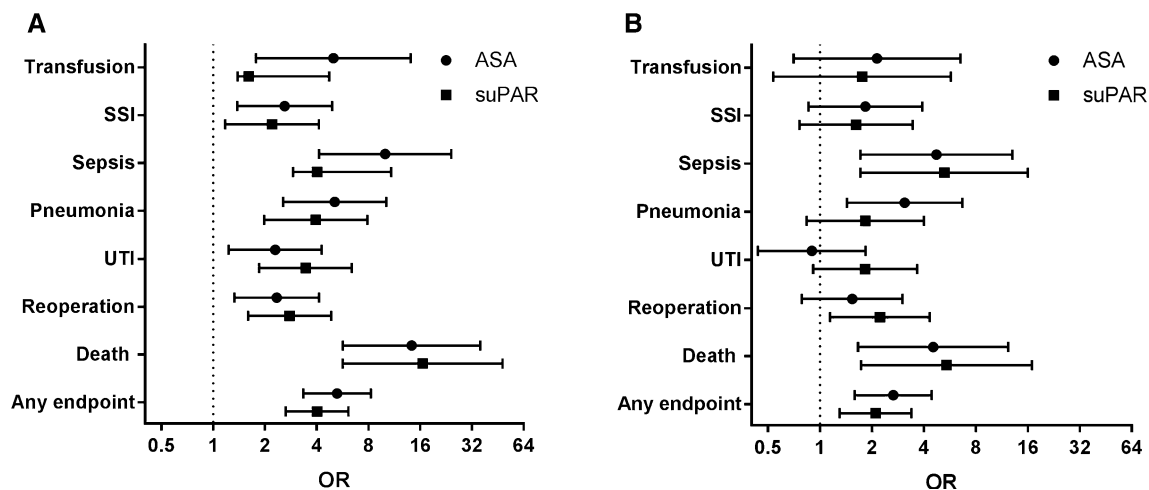 A
Transfusion
SSI
Sepsis
Pneumonia
UTI
Reoperation
Death
Any endpoint
ASA
suPAR
0.5 1 2 4 8 16 32 64
OR
B
Transfusion
SSI
Sepsis
Pneumonia
UTI
Reoperation
Death
Any endpoint
ASA
suPAR
0.5 1 2 4 8 16 32 64
OR